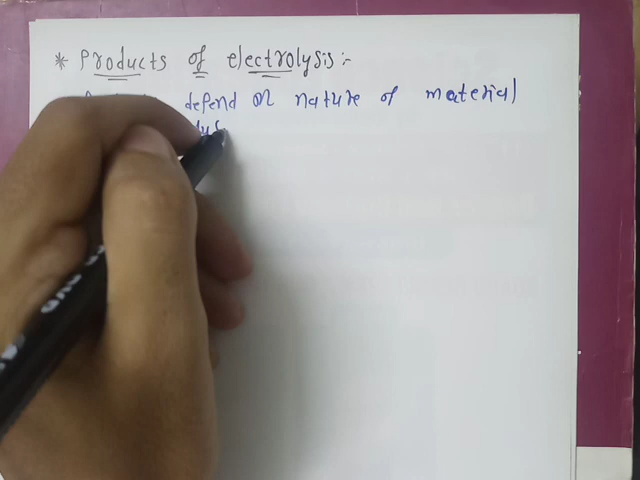 * Products of electrolysis :-
depend on nature of material